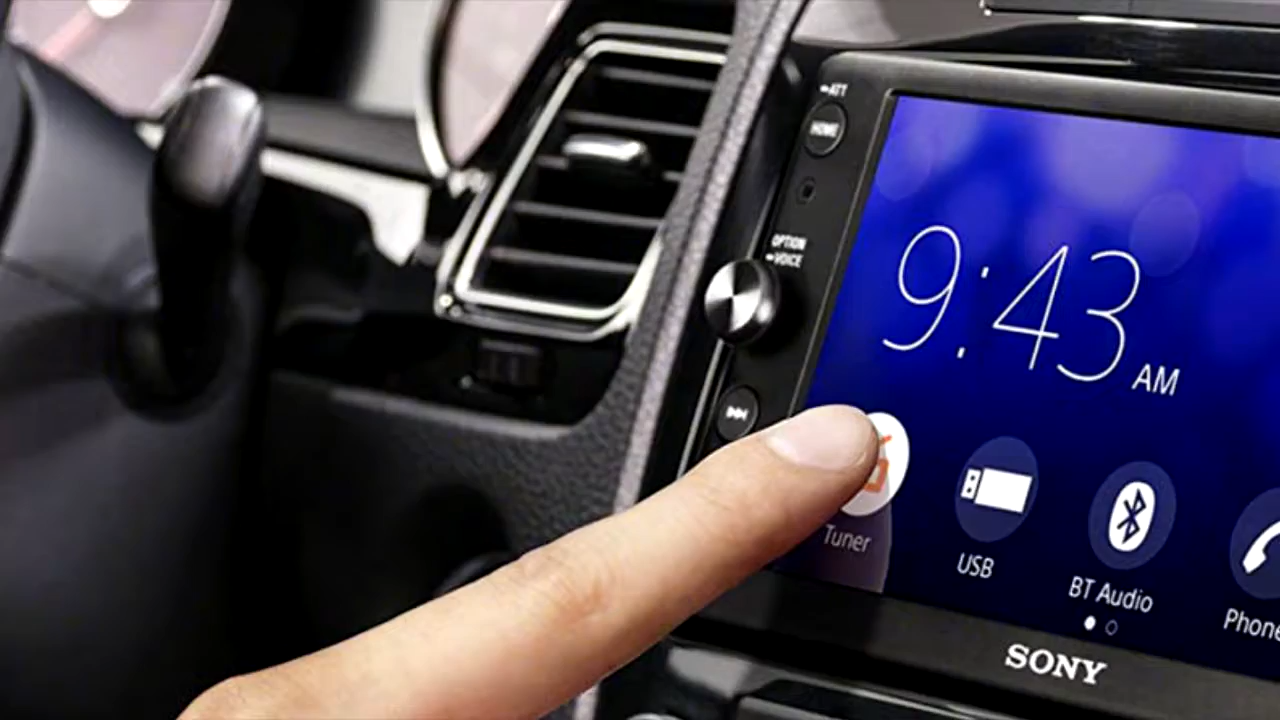 ATT
HOME
OPTION
VOICE
9:43 AM
Tuner
USB
BT Audio
Phone
SONY